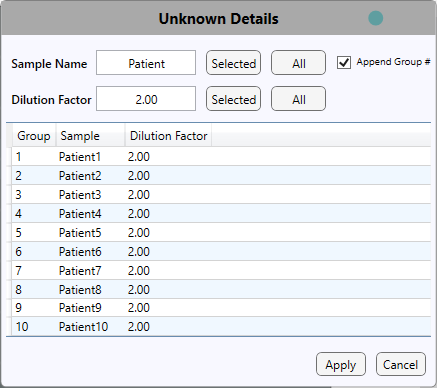 Unknown Details
Sample Name Patient Selected All Append Group #
Dilution Factor 2.00 Selected All
Group Sample Dilution Factor
1 Patient1 2.00
2 Patient2 2.00
3 Patient3 2.00
4 Patient4 2.00
5 Patient5 2.00
6 Patient6 2.00
7 Patient7 2.00
8 Patient8 2.00
9 Patient9 2.00
10 Patient10 2.00
Apply Cancel